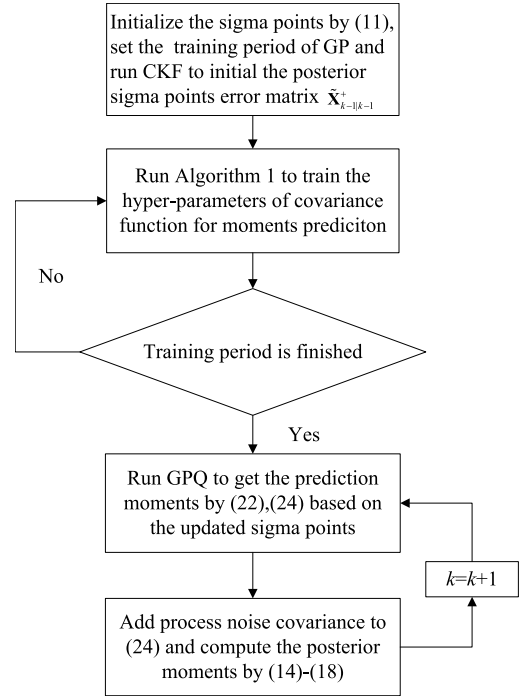 Initialize the sigma points by (11),
set the training period of GP and
run CKF to initial the posterior
sigma points error matrix X̃⁺ₖ₋₁|ₖ₋₁
Run Algorithm 1 to train the
hyper-parameters of covariance
function for moments prediciton
No
Training period is finished
Yes
Run GPQ to get the prediction
moments by (22),(24) based on
the updated sigma points
k=k+1
Add process noise covariance to
(24) and compute the posterior
moments by (14)-(18)